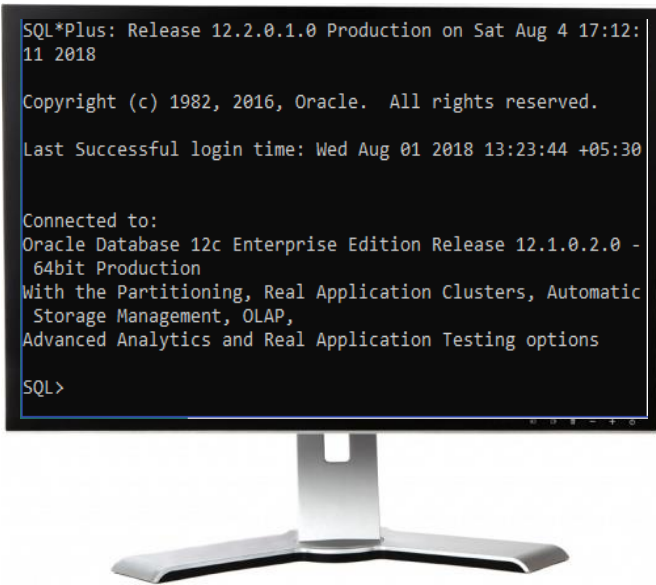 SQL*Plus: Release 12.2.0.1.0 Production on Sat Aug 4 17:12:
11 2018
Copyright (c) 1982, 2016, Oracle.  All rights reserved.
Last Successful login time: Wed Aug 01 2018 13:23:44 +05:30
Connected to:
Oracle Database 12c Enterprise Edition Release 12.1.0.2.0 -
 64bit Production
With the Partitioning, Real Application Clusters, Automatic
 Storage Management, OLAP,
Advanced Analytics and Real Application Testing options
SQL>